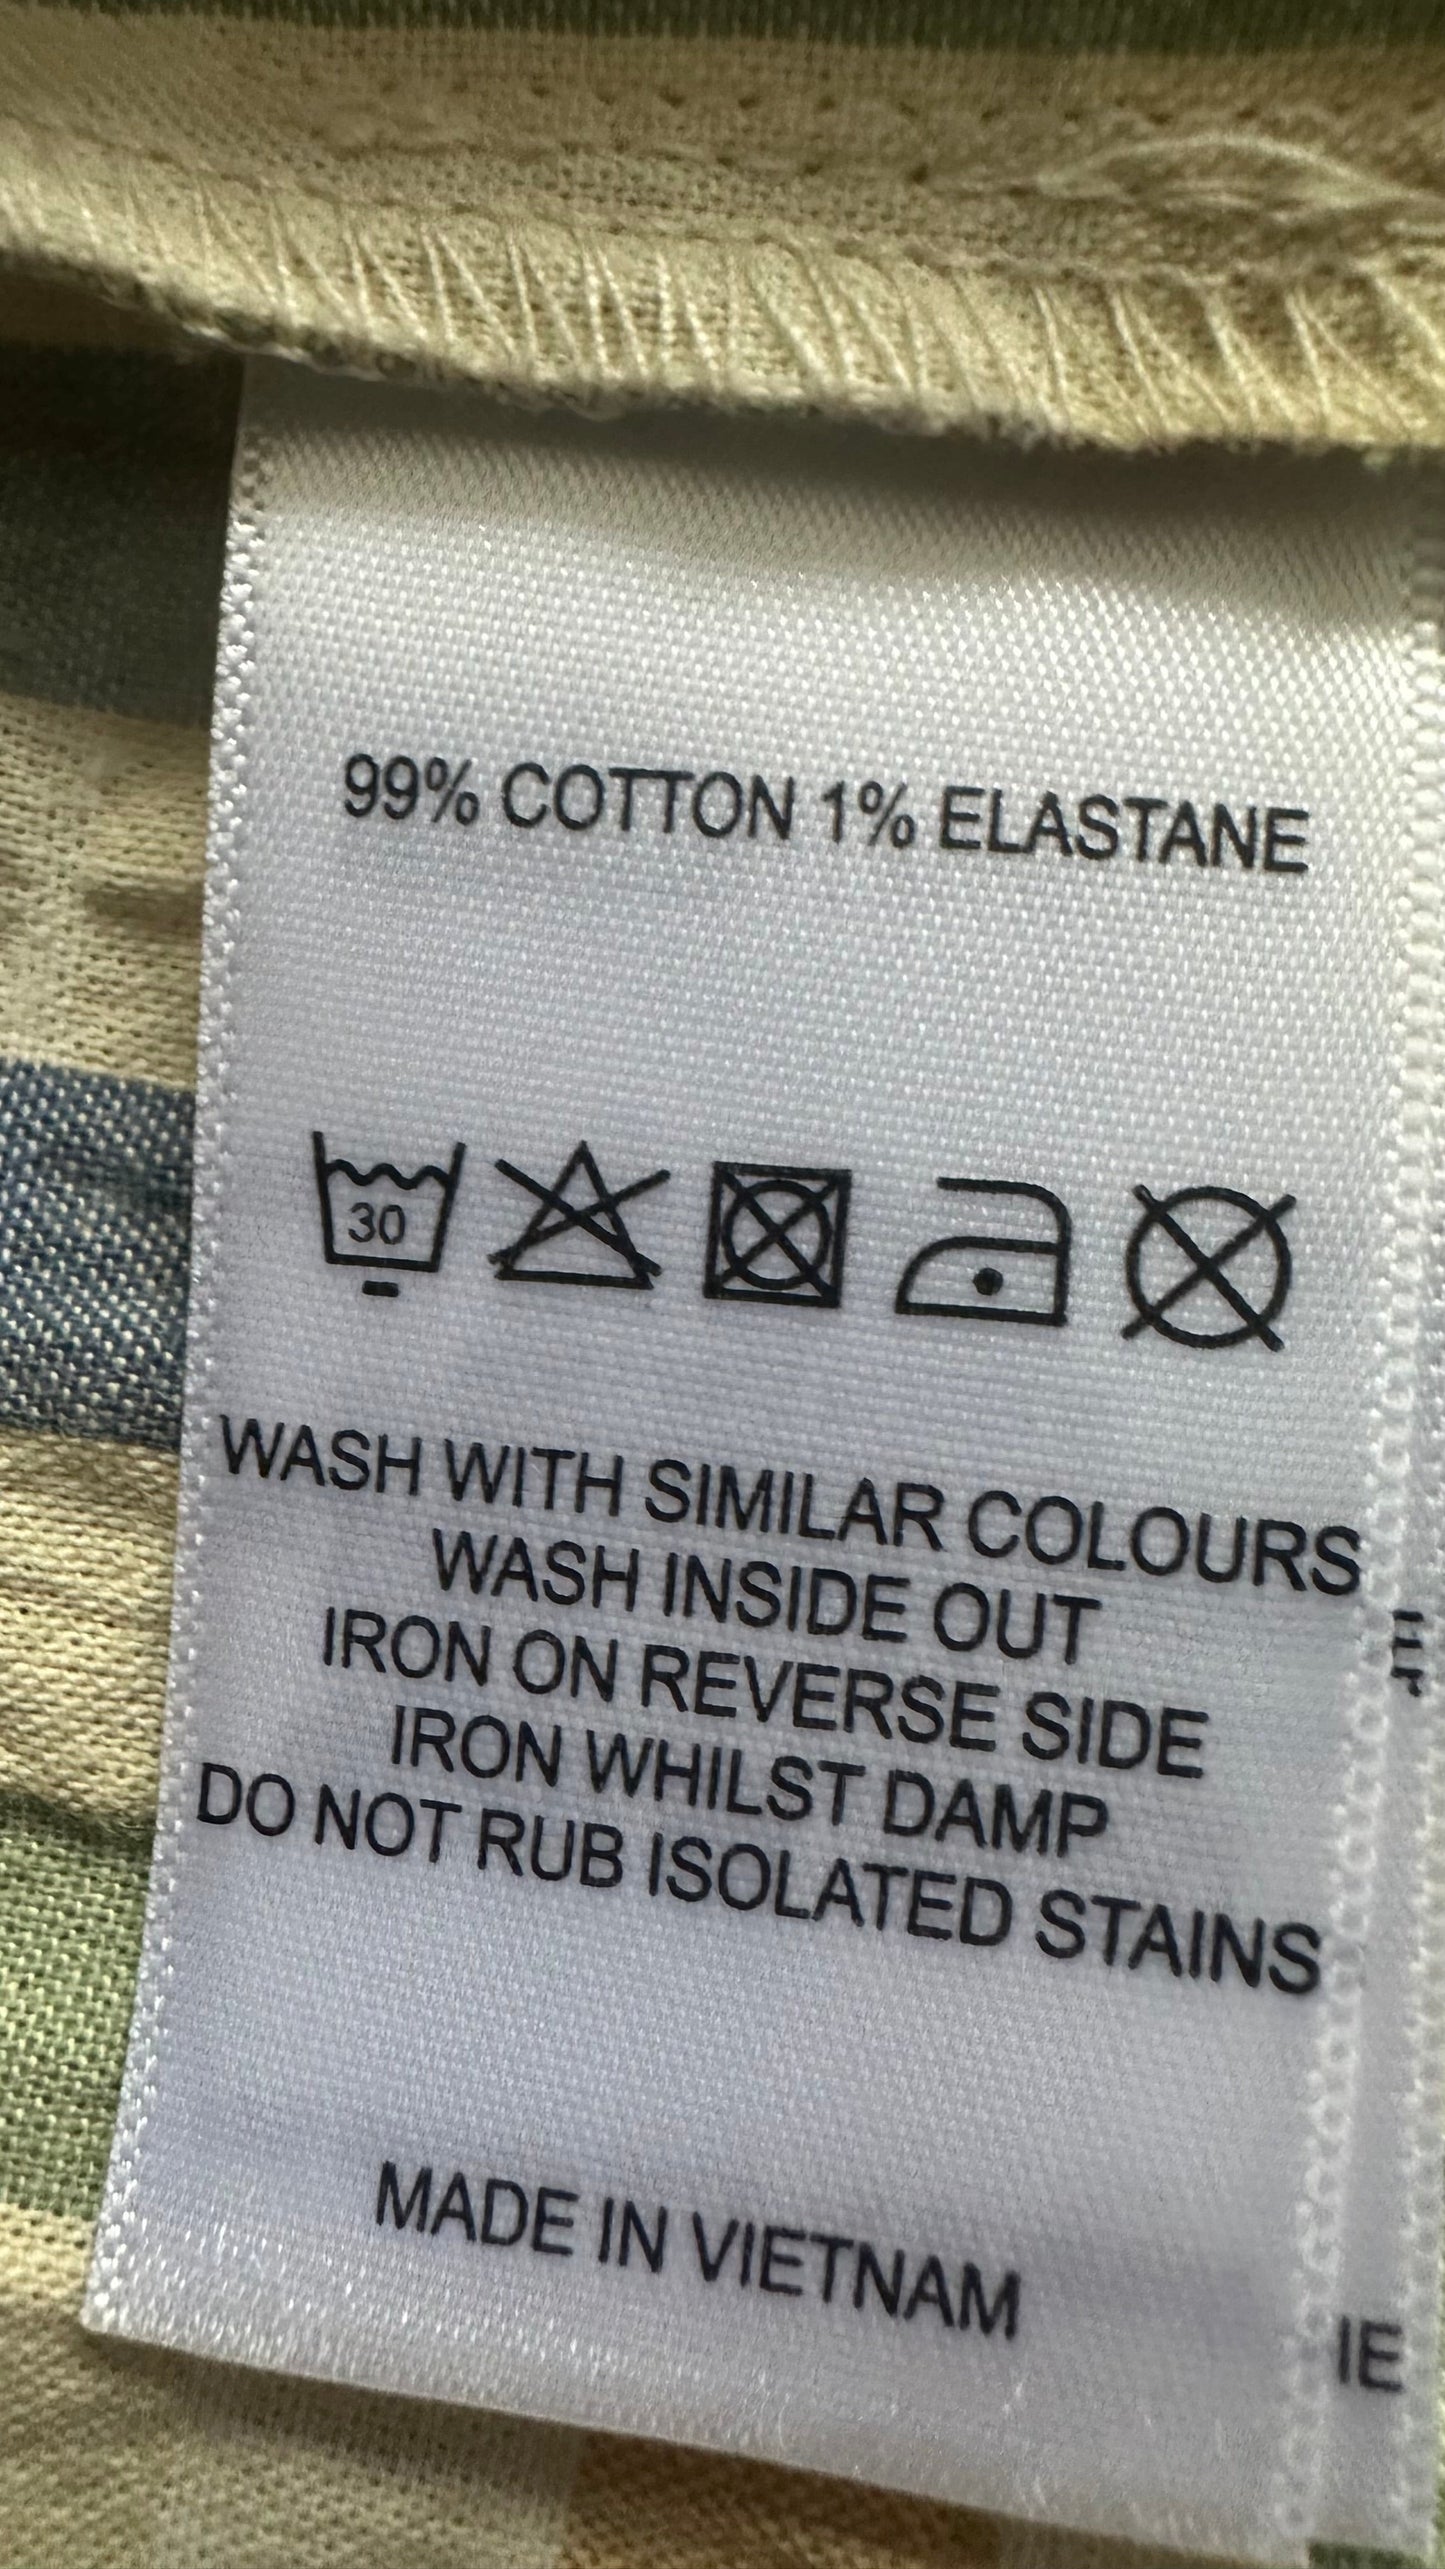 99% COTTON 1% ELASTANE
30
WASH WITH SIMILAR COLOURS
WASH INSIDE OUT
IRON ON REVERSE SIDE
IRON WHILST DAMP
DO NOT RUB ISOLATED STAINS
MADE IN VIETNAM
IE